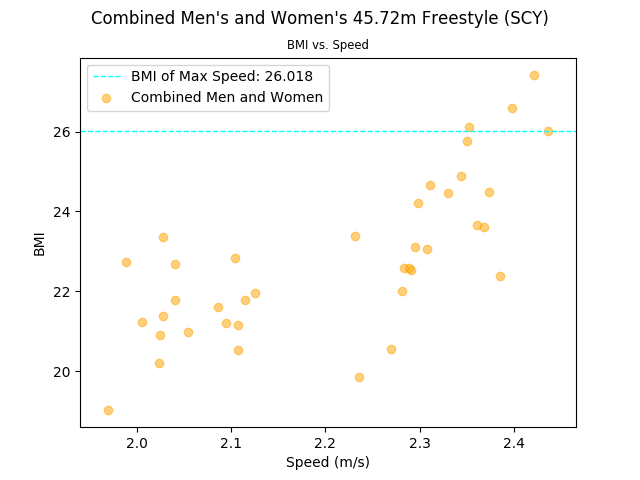 Combined Men's and Women's 45.72m Freestyle (SCY)
BMI vs. Speed
BMI of Max Speed: 26.018
Combined Men and Women
26
24
22
20
BMI
2.0
2.1
2.2
2.3
2.4
Speed (m/s)